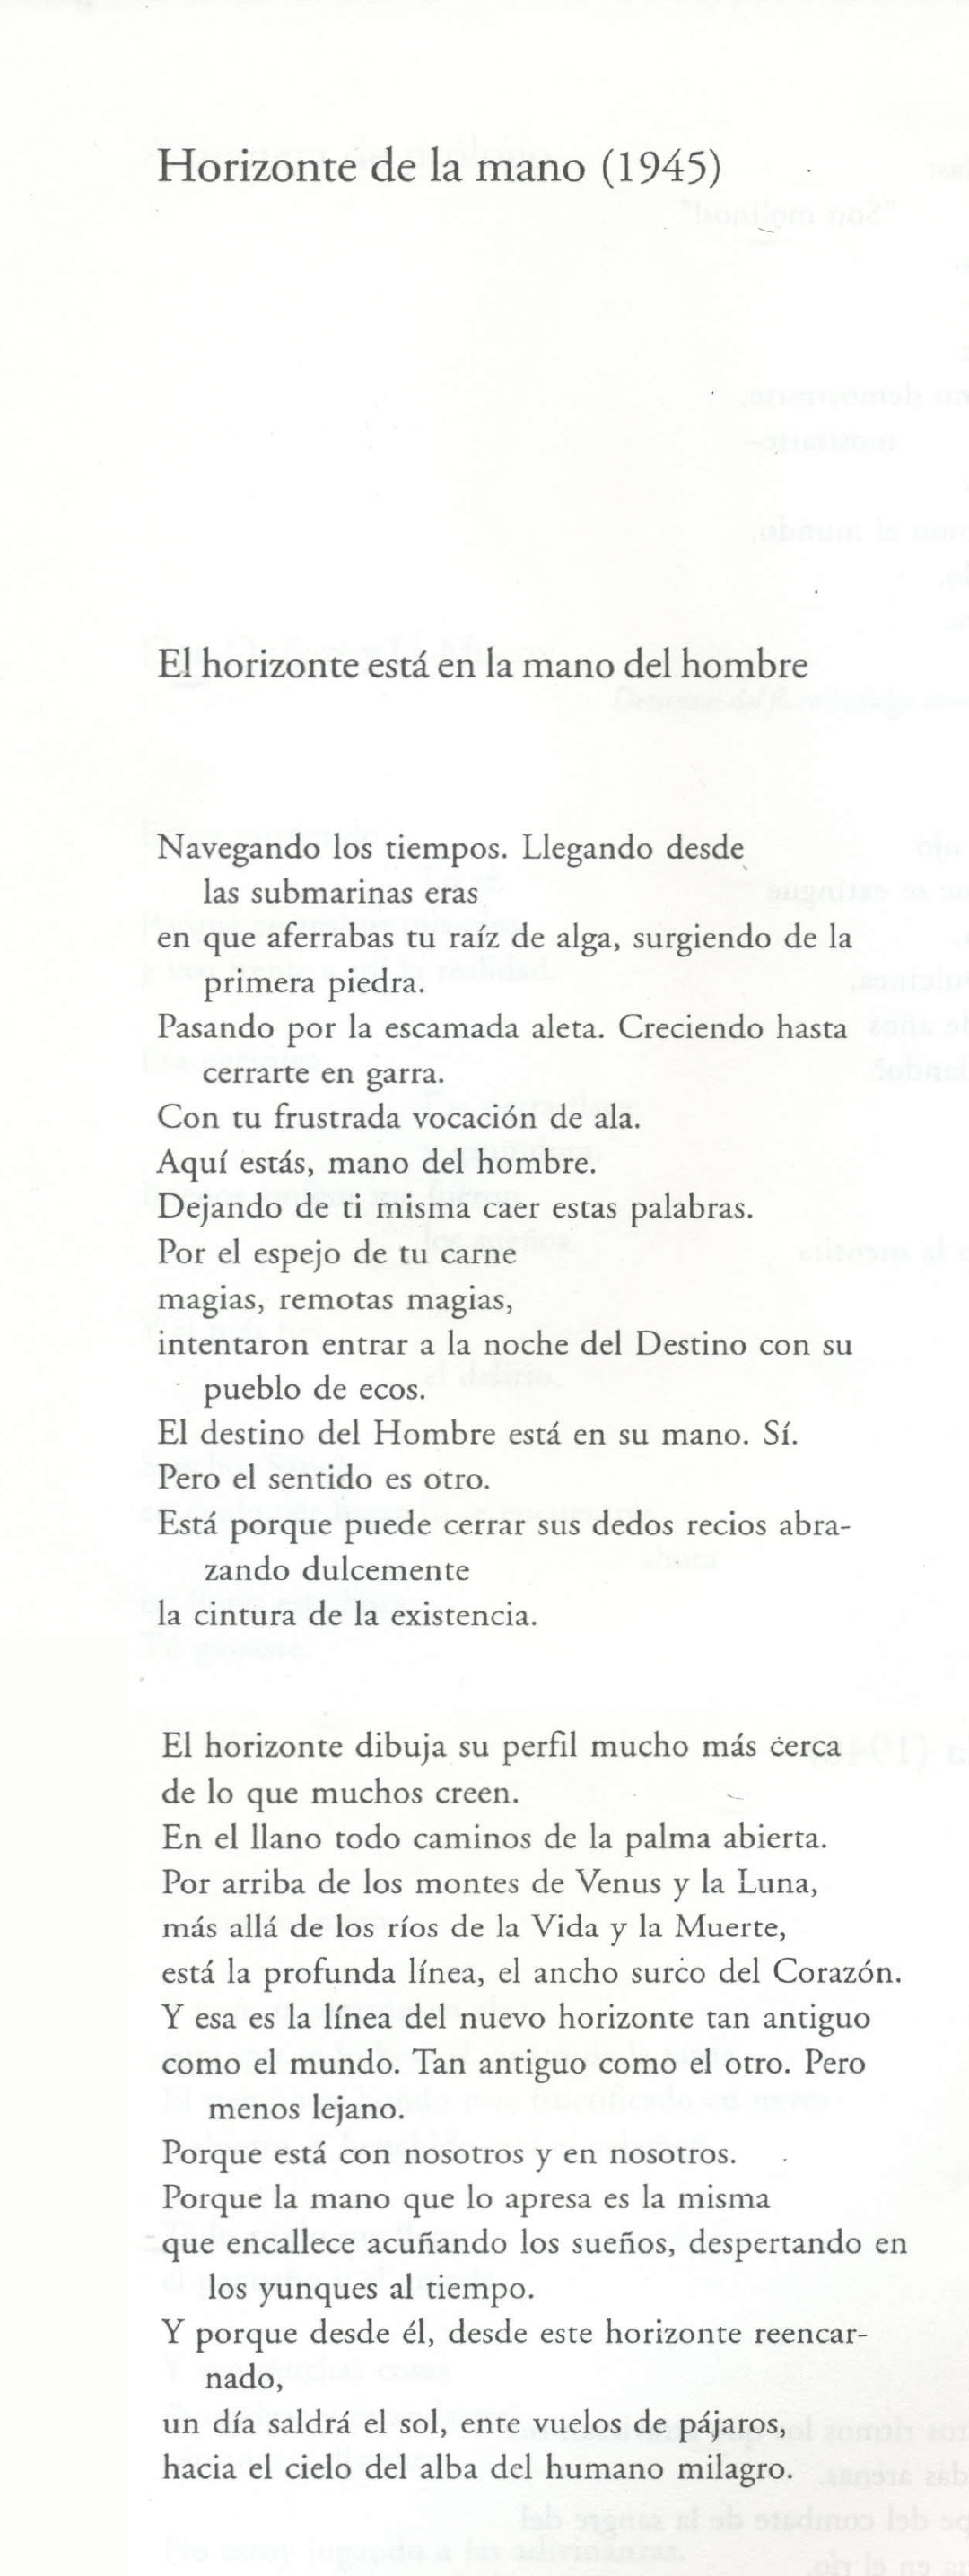 Horizonte de la mano (1945)
El horizonte está en la mano del hombre
Navegando los tiempos. Llegando desde
las submarinas eras
en que aferrabas tu raíz de alga, surgiendo de la
primera piedra.
Pasando por la escamada aleta. Creciendo hasta
cerrarte en garra.
Con tu frustrada vocación de ala.
Aquí estás, mano del hombre.
Dejando de ti misma caer estas palabras.
Por el espejo de tu carne
magias, remotas magias,
intentaron entrar a la noche del Destino con su
pueblo de ecos.
El destino del Hombre está en su mano. Sí.
Pero el sentido es otro.
Está porque puede cerrar sus dedos recios abra-
zando dulcemente
la cintura de la existencia.
El horizonte dibuja su perfil mucho más cerca
de lo que muchos creen.
En el llano todo caminos de la palma abierta.
Por arriba de los montes de Venus y la Luna,
más allá de los ríos de la Vida y la Muerte,
está la profunda línea, el ancho surco del Corazón.
Y esa es la línea del nuevo horizonte tan antiguo
como el mundo. Tan antiguo como el otro. Pero
menos lejano.
Porque está con nosotros y en nosotros.
Porque la mano que lo apresa es la misma
que encallece acuñando los sueños, despertando en
los yunques al tiempo.
Y porque desde él, desde este horizonte reencar-
nado,
un día saldrá el sol, ente vuelos de pájaros,
hacia el cielo del alba del humano milagro.